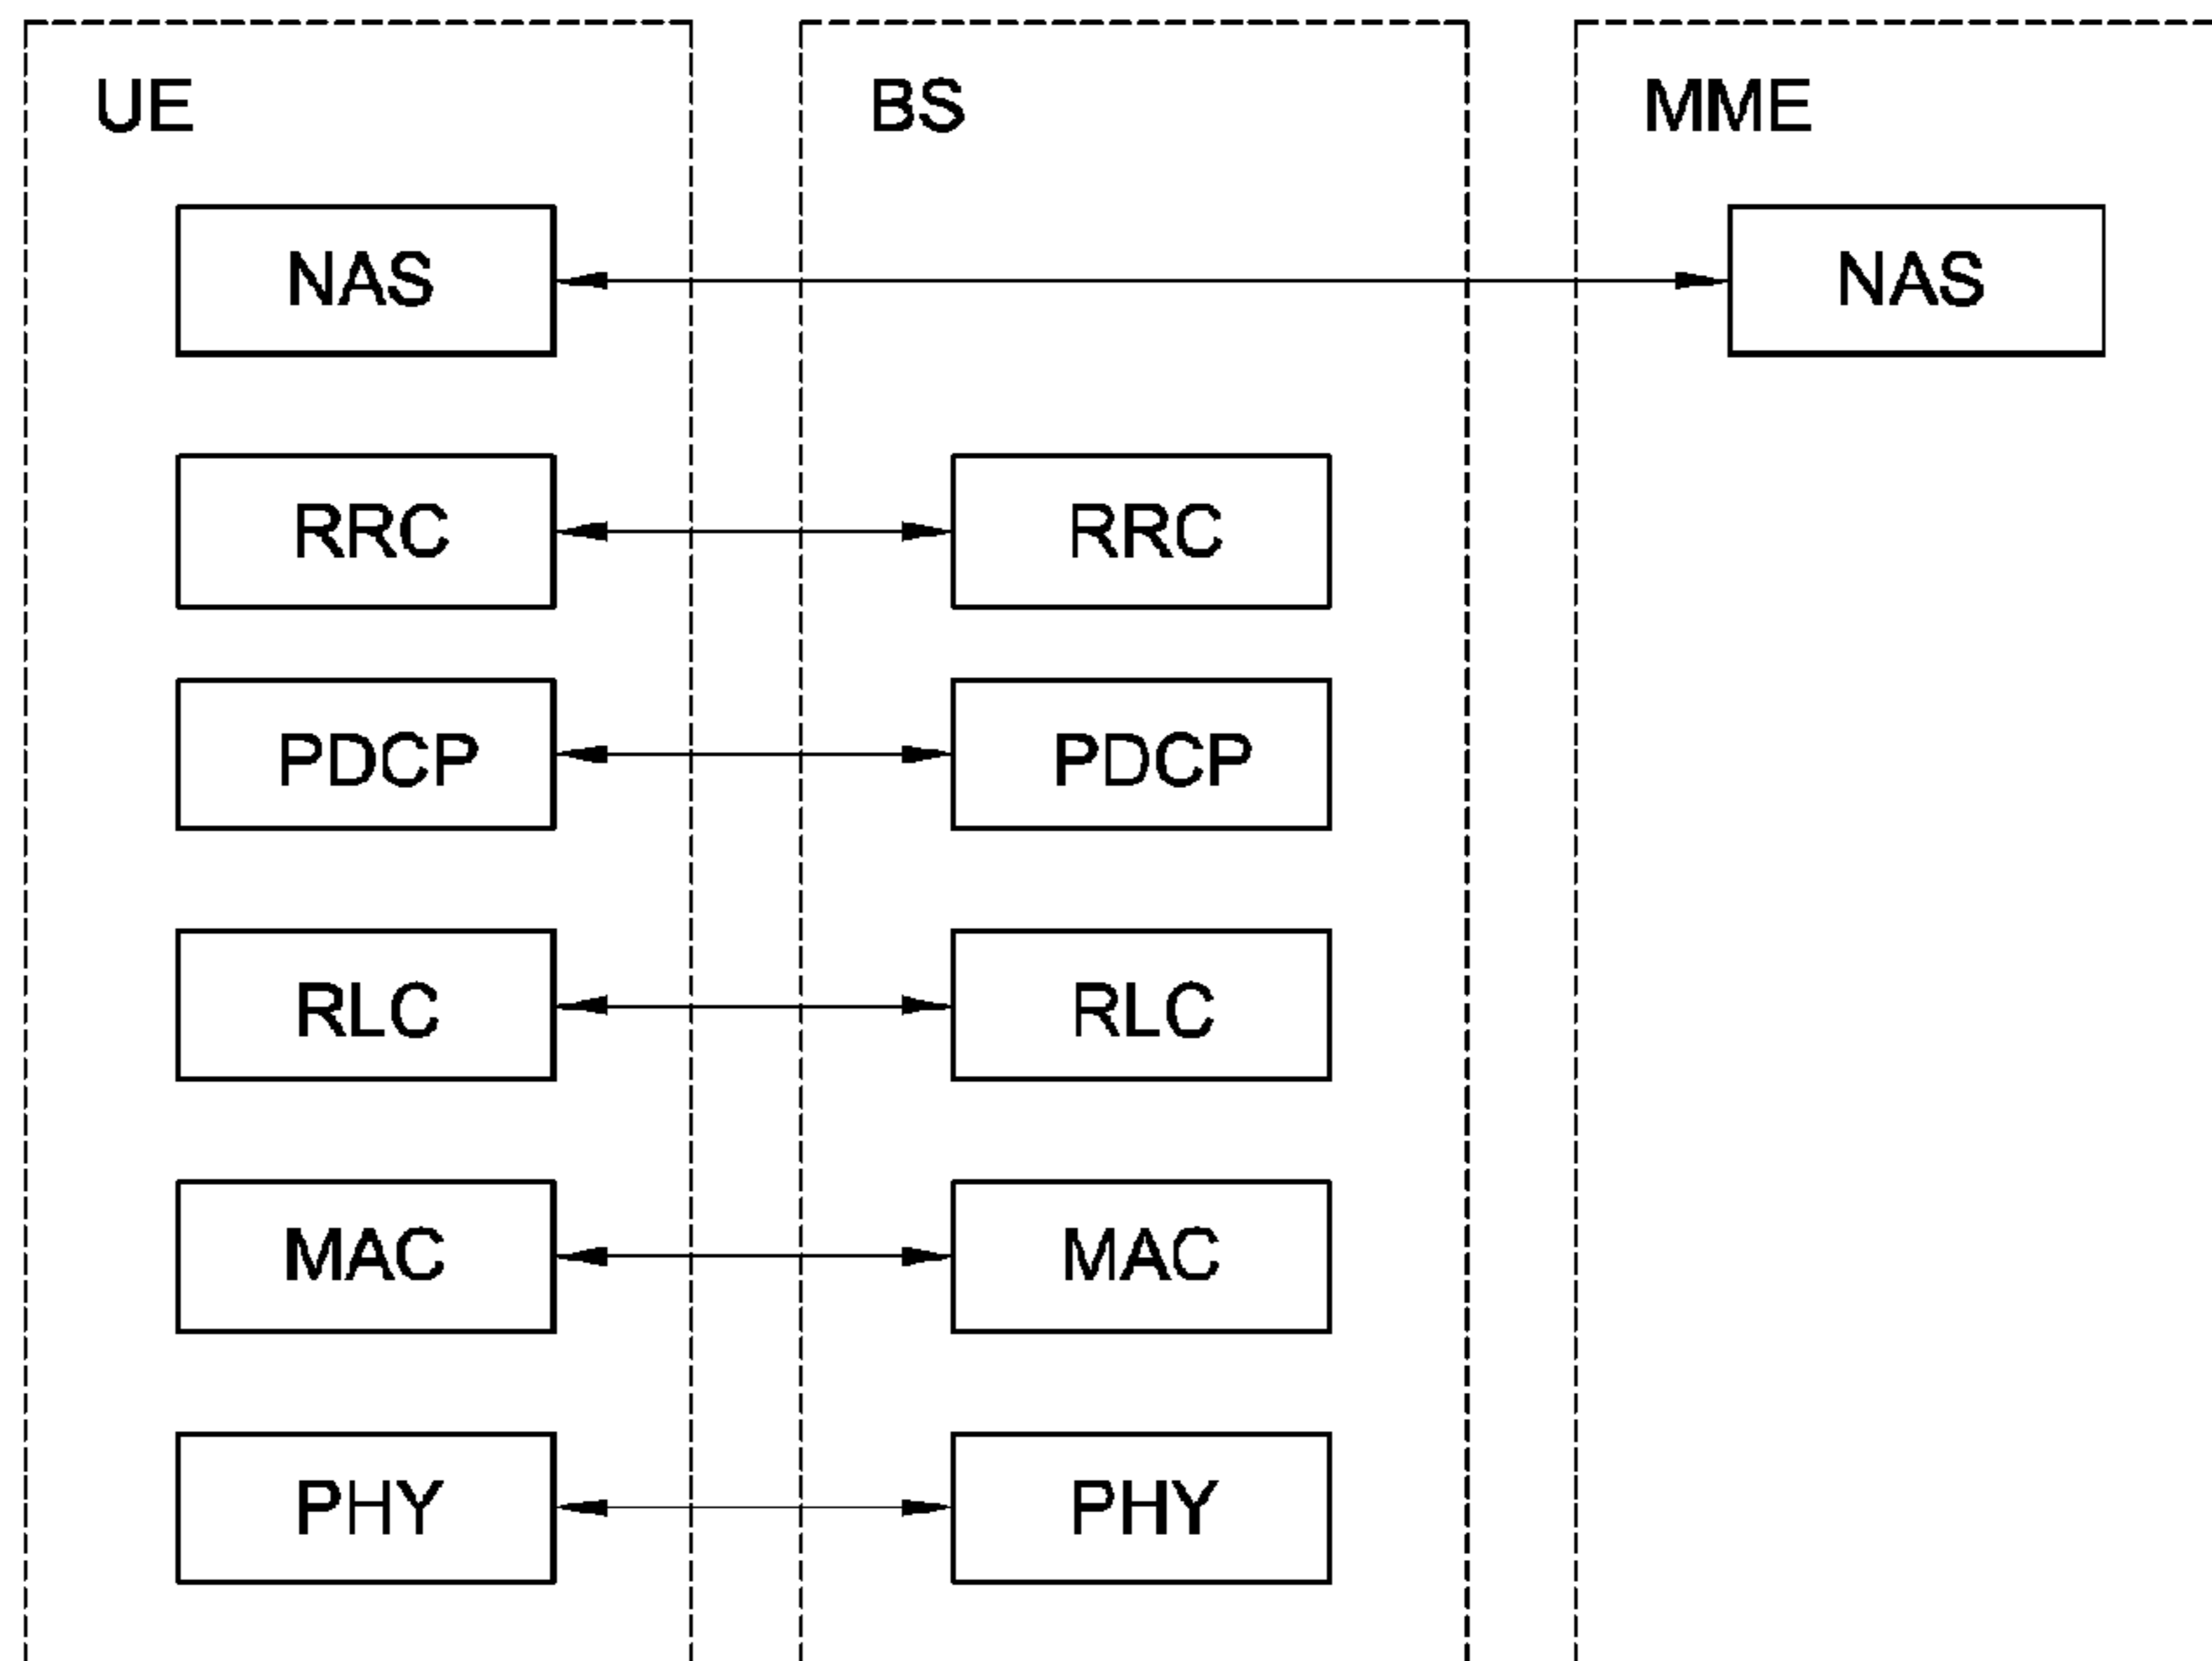 UE BS MME
NAS NAS
RRC RRC
PDCP PDCP
RLC RLC
MAC MAC
PHY PHY